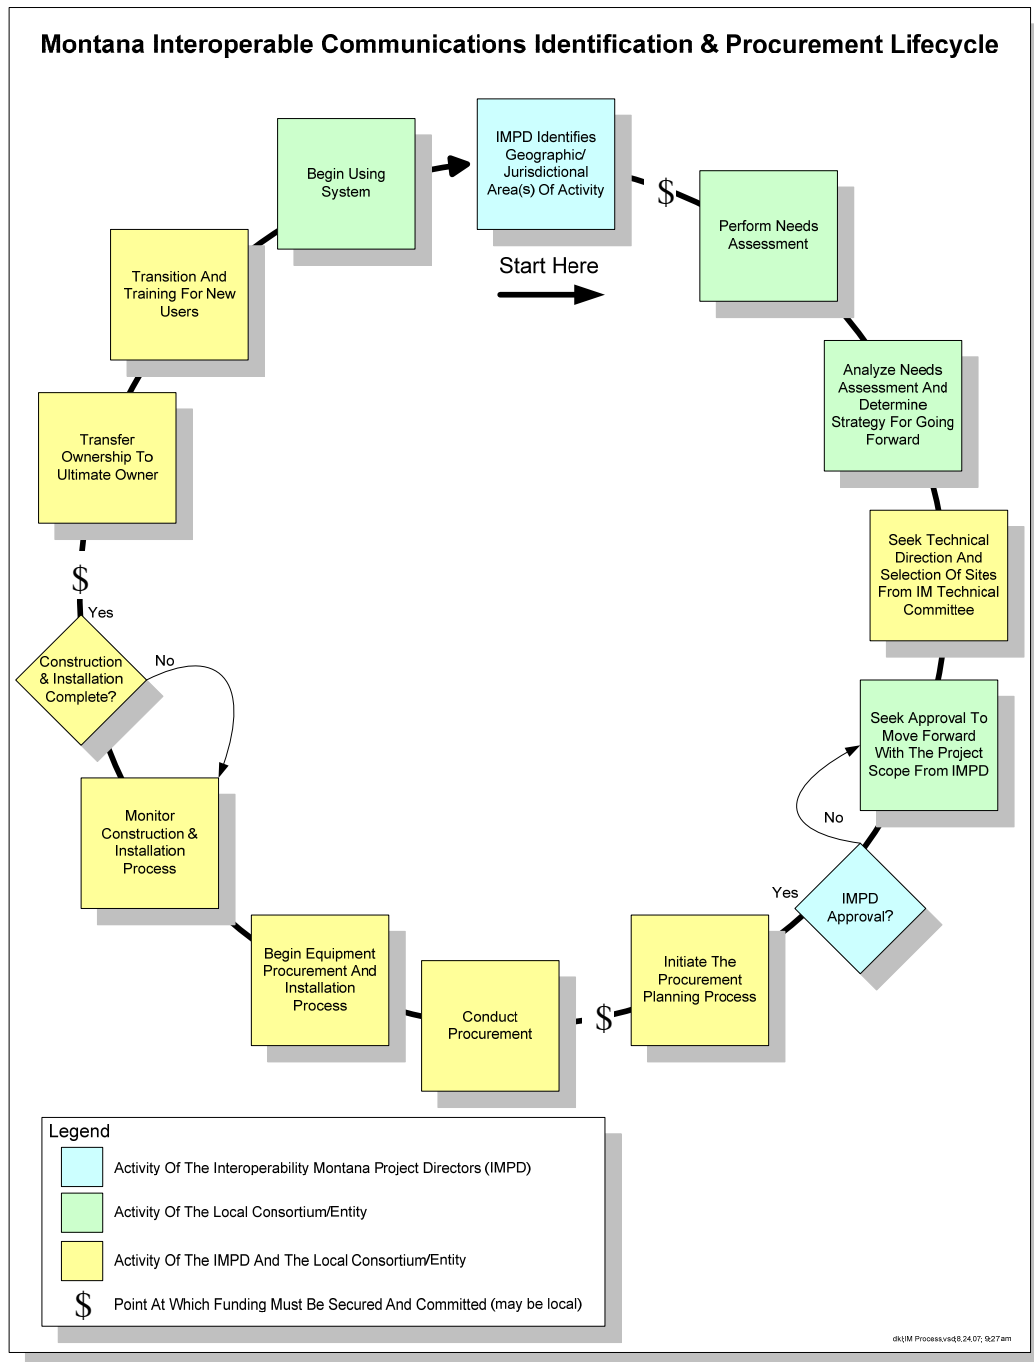 Montana Interoperable Communications Identification & Procurement Lifecycle
IMPD Identifies
Geographic/
Jurisdictional
Area(s) Of Activity
Start Here
$
Perform Needs
Assessment
Analyze Needs
Assessment And
Determine
Strategy For Going
Forward
Seek Technical
Direction And
Selection Of Sites
From IM Technical
Committee
Seek Approval To
Move Forward
With The Project
Scope From IMPD
No
IMPD
Approval?
Yes
Initiate The
Procurement
Planning Process
$
Conduct
Procurement
Begin Equipment
Procurement And
Installation
Process
Monitor
Construction &
Installation
Process
No
Construction
& Installation
Complete?
Yes
$
Transfer
Ownership To
Ultimate Owner
Transition And
Training For New
Users
Begin Using
System
Legend
Activity Of The Interoperability Montana Project Directors (IMPD)
Activity Of The Local Consortium/Entity
Activity Of The IMPD And The Local Consortium/Entity
$ Point At Which Funding Must Be Secured And Committed (may be local)